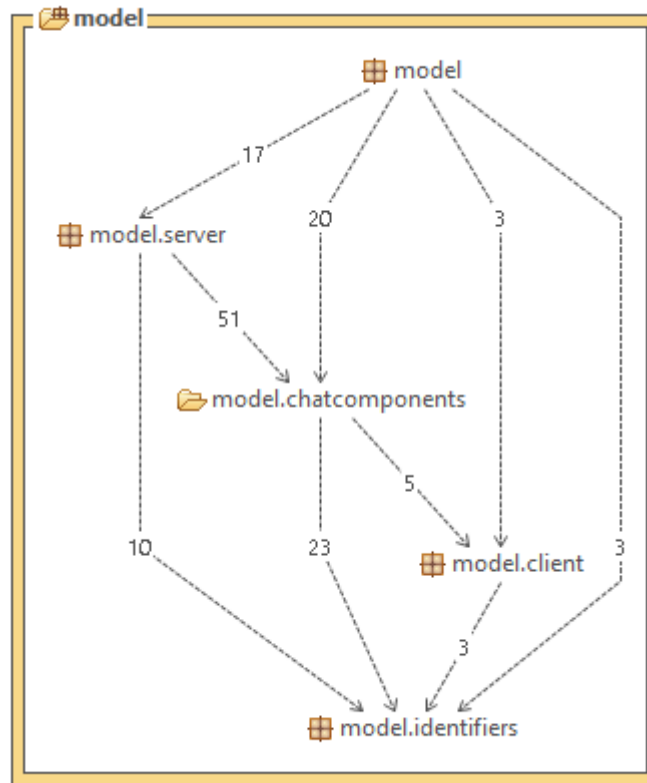 model
model
17
20
3
model.server
51
model.chatcomponents
5
10
23
model.client
3
3
model.identifiers